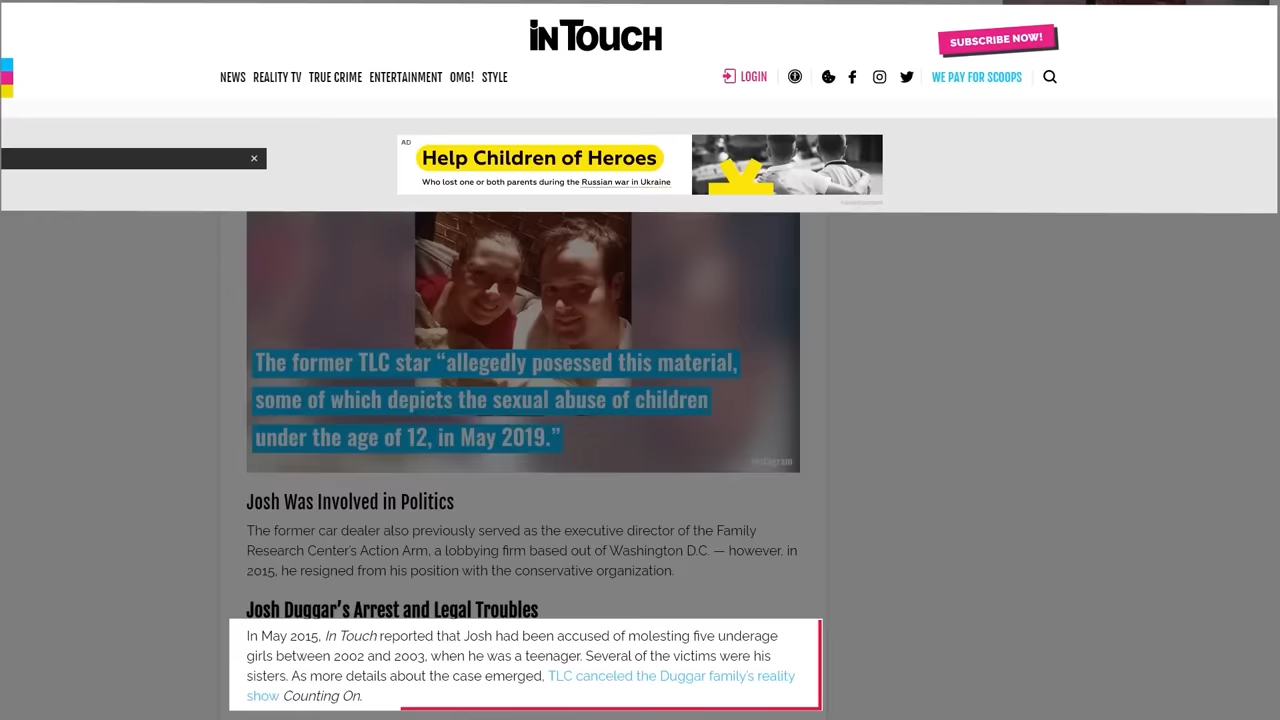 inTouch
SUBSCRIBE NOW!
NEWS REALITY TV TRUE CRIME ENTERTAINMENT OMG! STYLE
LOGIN
WE PAY FOR SCOOPS
×
AD
Help Children of Heroes
Who lost one or both parents during the Russian war in Ukraine
Advertisement
The former TLC star “allegedly posessed this material,
some of which depicts the sexual abuse of children
under the age of 12, in May 2019.”
Instagram
Josh Was Involved in Politics
The former car dealer also previously served as the executive director of the Family
Research Center's Action Arm, a lobbying firm based out of Washington D.C. — however, in
2015, he resigned from his position with the conservative organization.
Josh Duggar's Arrest and Legal Troubles
In May 2015, In Touch reported that Josh had been accused of molesting five underage
girls between 2002 and 2003, when he was a teenager. Several of the victims were his
sisters. As more details about the case emerged, TLC canceled the Duggar family's reality
show Counting On.